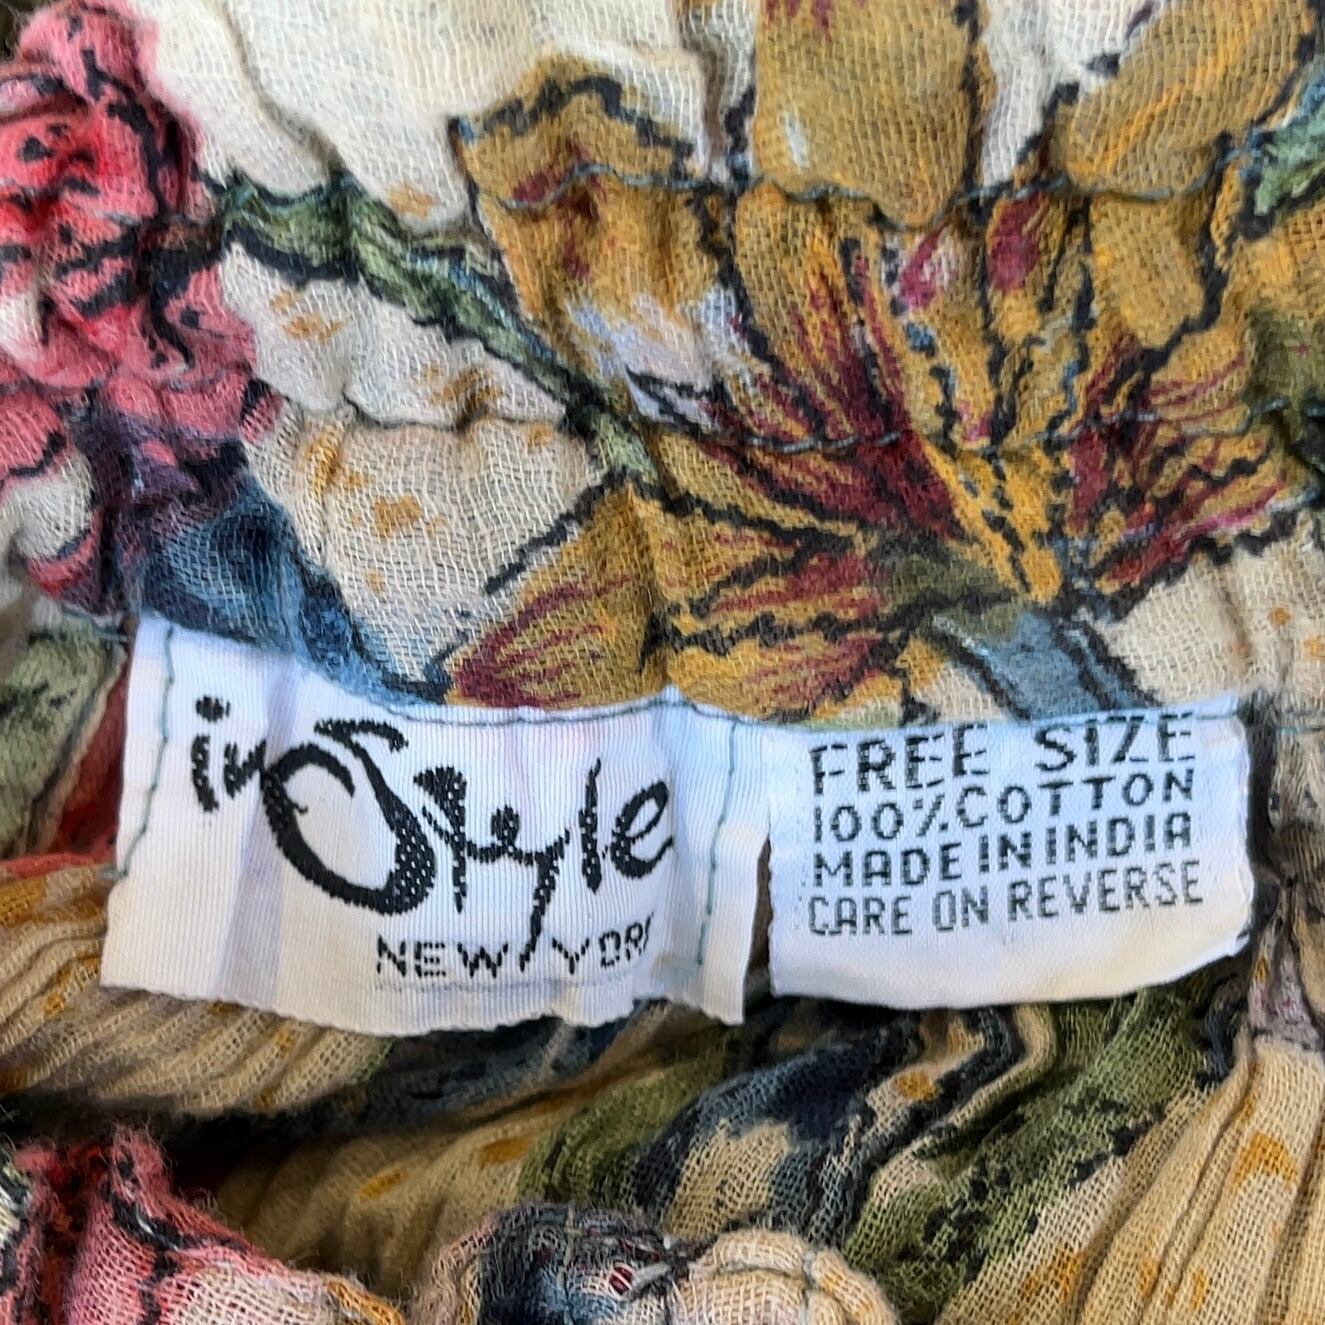 inStyle
NEW YORK
FREE SIZE
100% COTTON
MADE IN INDIA
CARE ON REVERSE